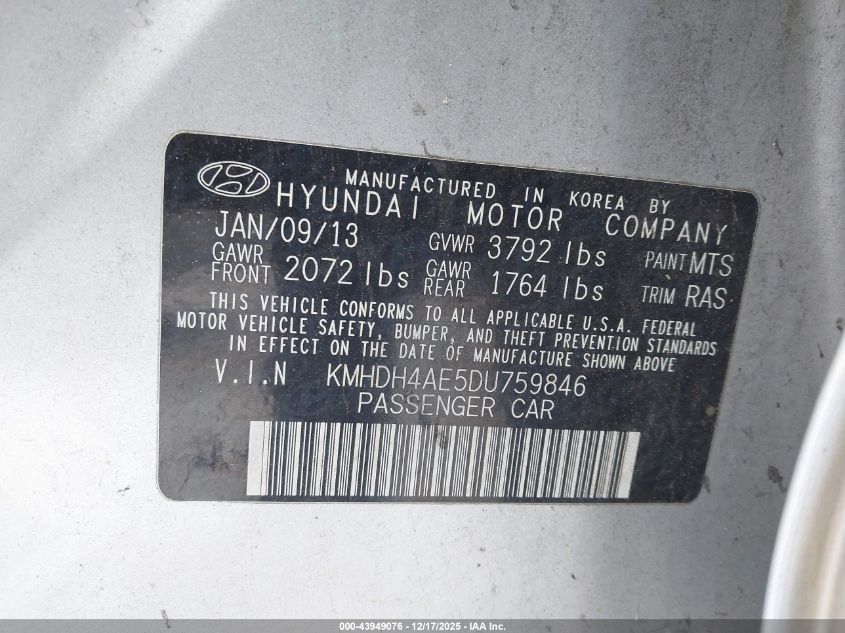 MANUFACTURED IN KOREA BY
HYUNDAI MOTOR COMPANY
JAN/09/13 GVWR 3792 lbs PAINT MTS
GAWR FRONT 2072 lbs GAWR REAR 1764 lbs TRIM RAS
THIS VEHICLE CONFORMS TO ALL APPLICABLE U.S.A. FEDERAL
MOTOR VEHICLE SAFETY, BUMPER, AND THEFT PREVENTION STANDARDS
IN EFFECT ON THE DATE OF MANUFACTURE SHOWN ABOVE
V.I.N KMHDH4AE5DU759846
PASSENGER CAR
000-43949076 - 12/17/2025 - IAA Inc.